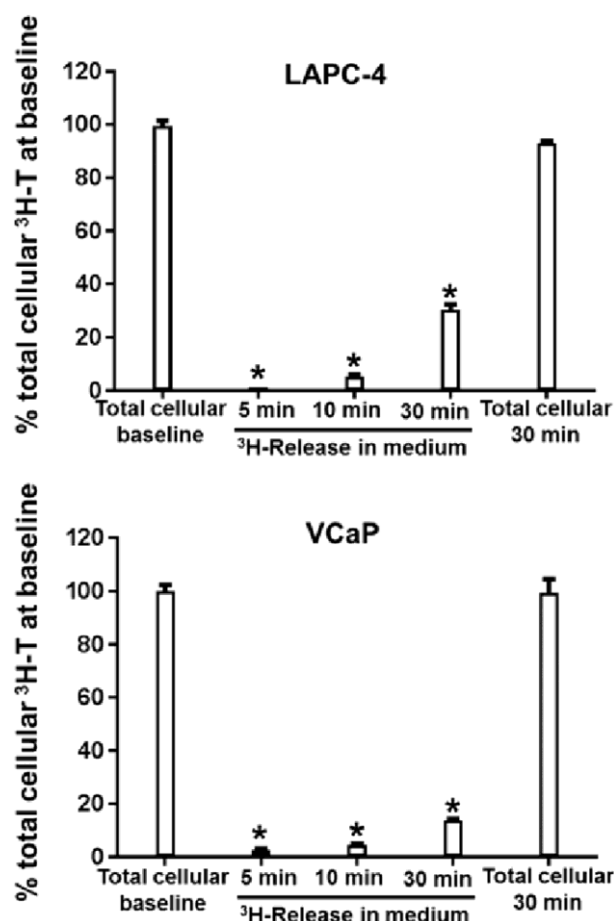 LAPC-4
% total cellular ³H-T at baseline
120
100
80
60
40
20
0
Total cellular baseline
5 min
10 min
30 min
Total cellular 30 min
³H-Release in medium
*
*
*
VCaP
% total cellular ³H-T at baseline
120
100
80
60
40
20
0
Total cellular baseline
5 min
10 min
30 min
Total cellular 30 min
³H-Release in medium
*
*
*